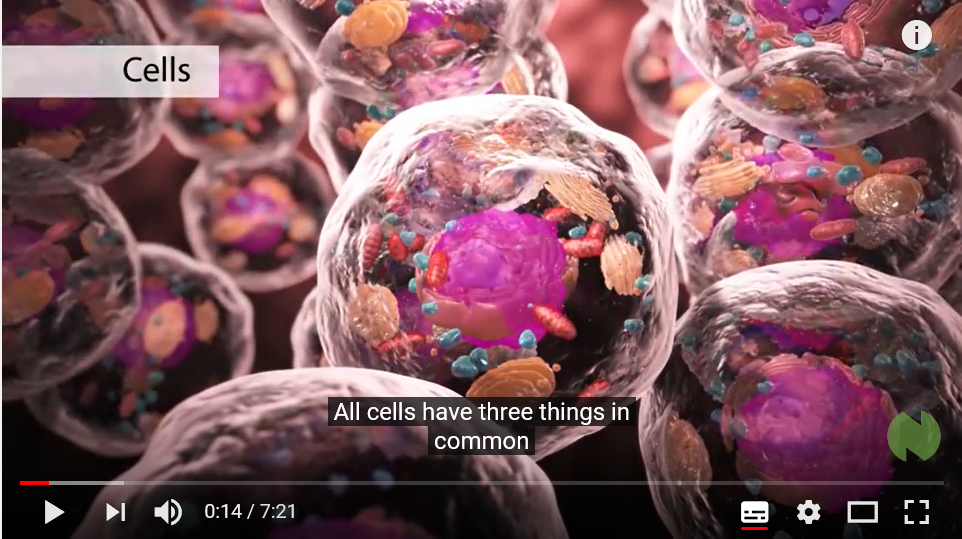 Cells
All cells have three things in
common
0:14 / 7:21